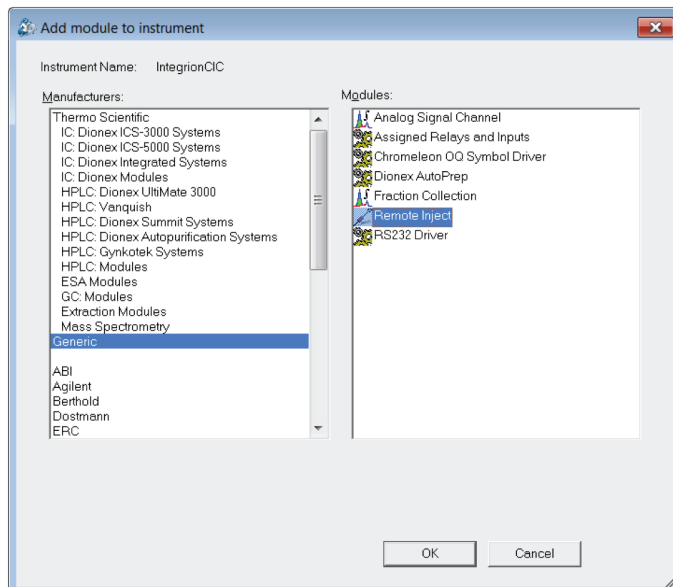 Add module to instrument
Instrument Name: IntegrionCIC
Manufacturers:
Thermo Scientific
IC: Dionex ICS-3000 Systems
IC: Dionex ICS-5000 Systems
IC: Dionex Integrated Systems
IC: Dionex Modules
HPLC: Dionex UltiMate 3000
HPLC: Vanquish
HPLC: Dionex Summit Systems
HPLC: Dionex Autopurification Systems
HPLC: Gynkotek Systems
HPLC: Modules
ESA Modules
GC: Modules
Extraction Modules
Mass Spectrometry
Generic
ABI
Agilent
Berthold
Dostmann
ERC
Modules:
Analog Signal Channel
Assigned Relays and Inputs
Chromeleon OQ Symbol Driver
Dionex AutoPrep
Fraction Collection
Remote Inject
RS232 Driver
OK
Cancel